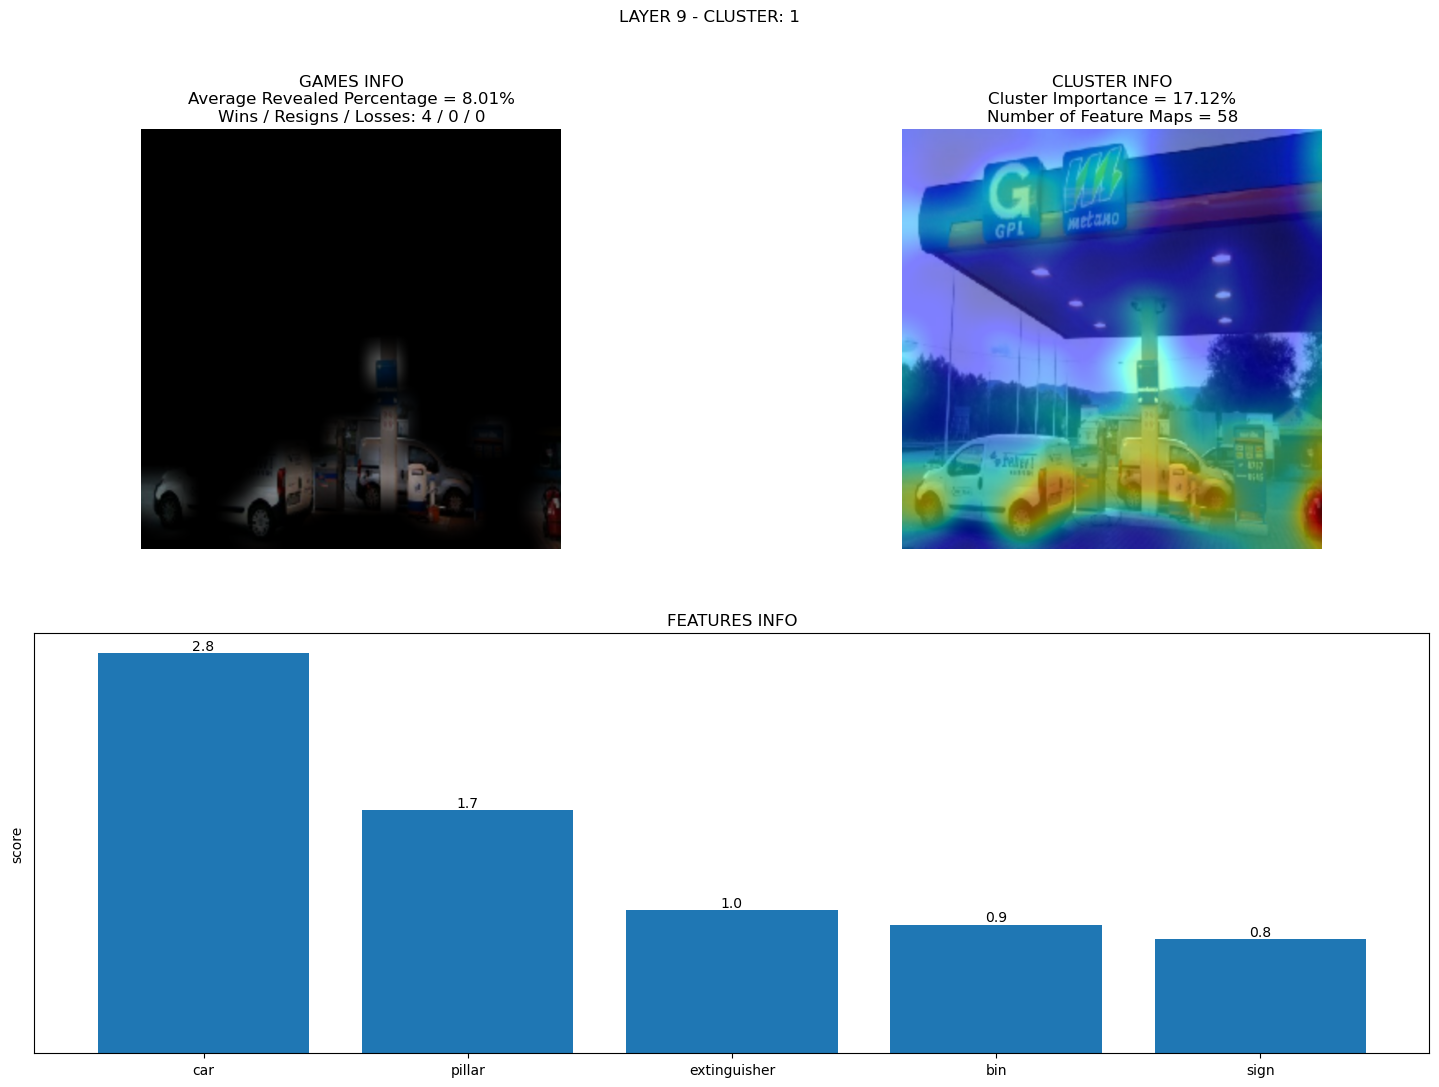 LAYER 9 - CLUSTER: 1
GAMES INFO
Average Revealed Percentage = 8.01%
Wins / Resigns / Losses: 4 / 0 / 0
CLUSTER INFO
Cluster Importance = 17.12%
Number of Feature Maps = 58
G
GPL
metano
FEATURES INFO
score
2.8
1.7
1.0
0.9
0.8
car
pillar
extinguisher
bin
sign